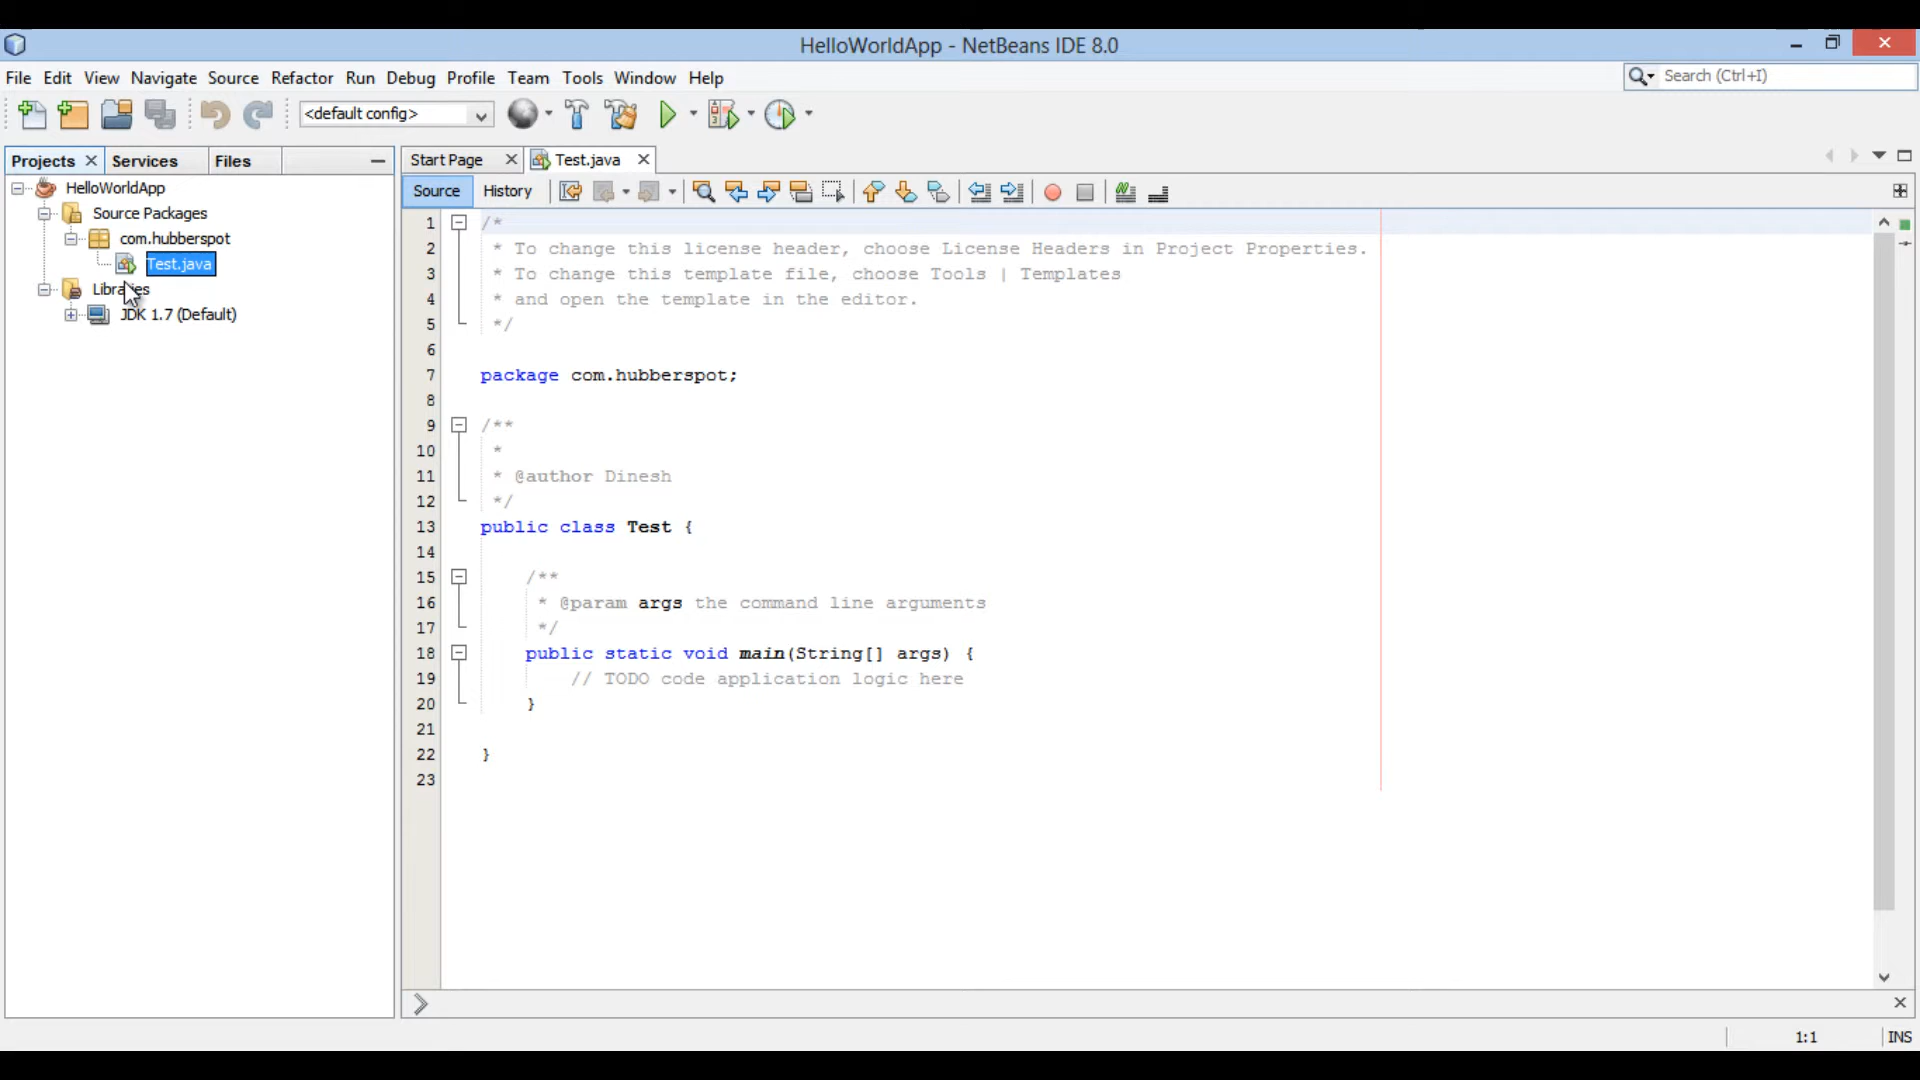 HelloWorldApp - NetBeans IDE 8.0
File Edit View Navigate Source Refactor Run Debug Profile Team Tools Window Help
Search (Ctrl+I)
<default config>
Projects Services Files
Start Page Test.java
HelloWorldApp
Source Packages
com.hubberspot
Test.java
Libraries
JDK 1.7 (Default)
Source History
1 /*
2 * To change this license header, choose License Headers in Project Properties.
3 * To change this template file, choose Tools | Templates
4 * and open the template in the editor.
5 */
6
7 package com.hubberspot;
8
9 /**
10 *
11 * @author Dinesh
12 */
13 public class Test {
14
15 /**
16 * @param args the command line arguments
17 */
18 public static void main(String[] args) {
19 // TODO code application logic here
20 }
21
22 }
23
1:1 INS